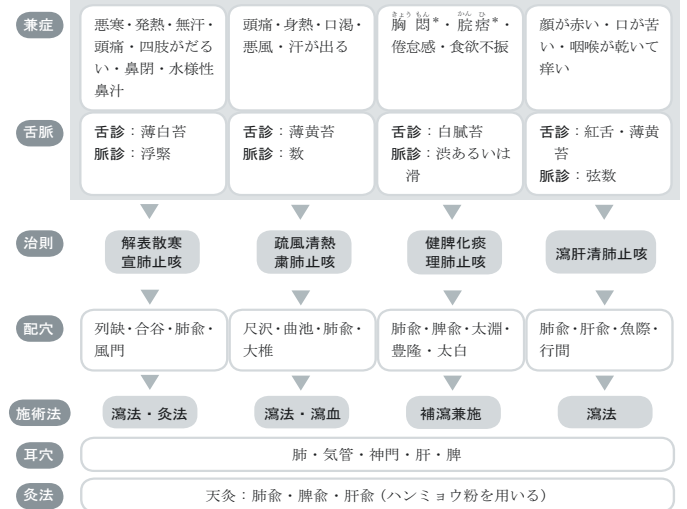 兼症
悪寒・発熱・無汗・
頭痛・四肢がだる
い・鼻閉・水様性
鼻汁
頭痛・身熱・口渇・
悪風・汗が出る
きょう もん かん ひ
胸 悶*・脘 痞*・
倦怠感・食欲不振
顔が赤い・口が苦
い・咽喉が乾いて
痒い
舌脈
舌診：薄白苔
脈診：浮緊
舌診：薄黄苔
脈診：数
舌診：白膩苔
脈診：渋あるいは
滑
舌診：紅舌・薄黄
苔
脈診：弦数
治則
解表散寒
宣肺止咳
疏風清熱
粛肺止咳
健脾化痰
理肺止咳
瀉肝清肺止咳
配穴
列缺・合谷・肺兪・
風門
尺沢・曲池・肺兪・
大椎
肺兪・脾兪・太淵・
豊隆・太白
肺兪・肝兪・魚際・
行間
施術法
瀉法・灸法
瀉法・瀉血
補瀉兼施
瀉法
耳穴
肺・気管・神門・肝・脾
灸法
天灸：肺兪・脾兪・肝兪（ハンミョウ粉を用いる）